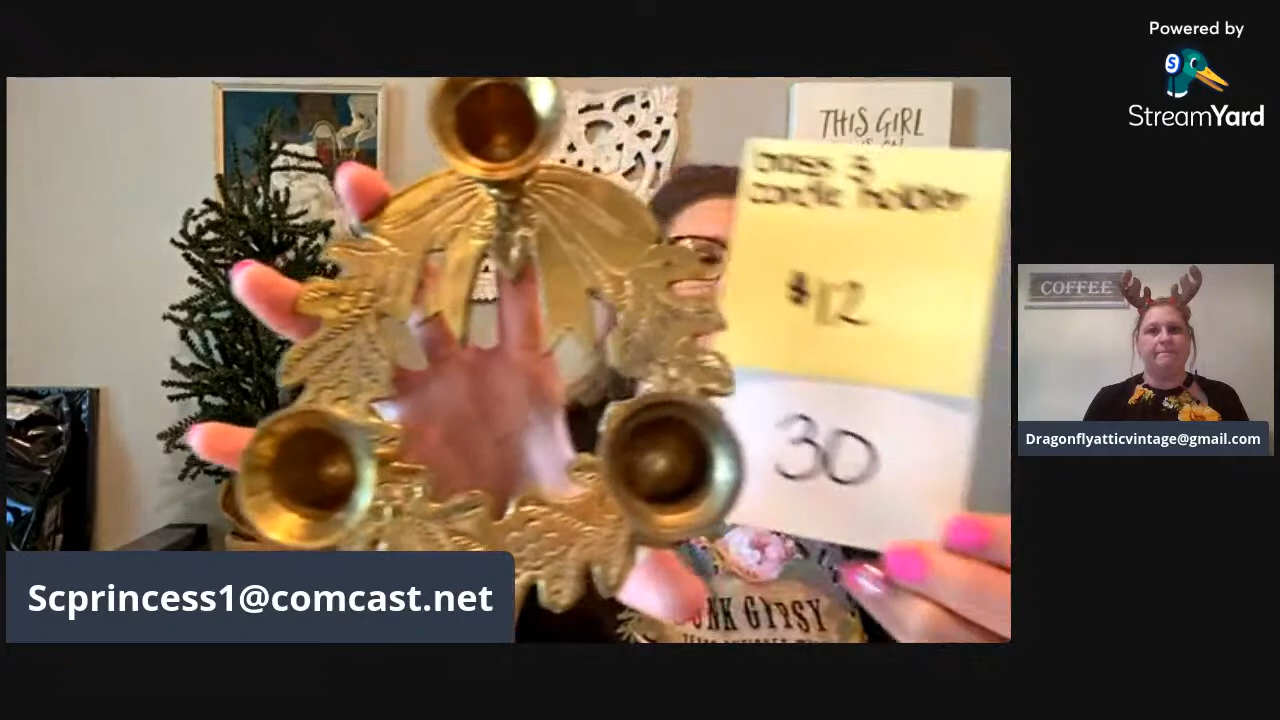 Powered by
S
StreamYard
THIS GIRL
brass 3
candle holder
$12
30
COFFEE
Dragonflyatticvintage@gmail.com
Scprincess1@comcast.net
JUNK GYPSY